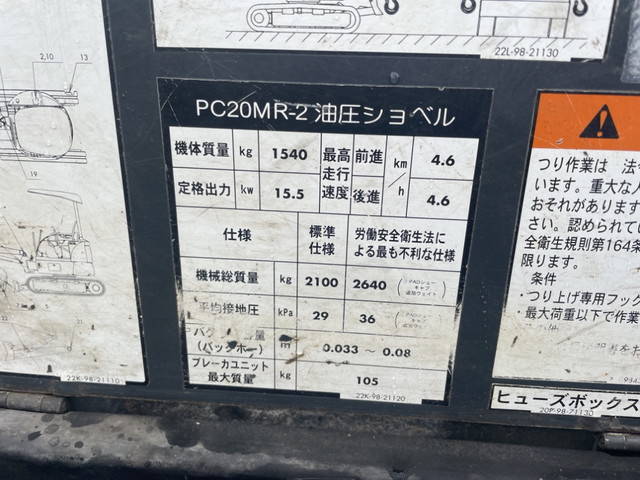 2,10
13
19
22K-98-21110
22L-98-21130
PC20MR-2 油圧ショベル
機体質量 kg 1540 最高走行速度 前進 km/h 4.6
定格出力 kw 15.5 後進 4.6
仕様 標準仕様 労働安全衛生法による最も不利な仕様
機械総質量 kg 2100 2640
平均接地圧 kPa 29 36
(バックホー) 0.033 ~ 0.08
ブレーカユニット最大質量 kg 105
22K-98-21120
つり作業は
います。重大な
おそれがあります
さい。認められてい
全衛生規則第164条
限ります。
条件
・つり上げ専用フック
・最大荷重以下で作業
ヒューズボックス
20P-98-71130